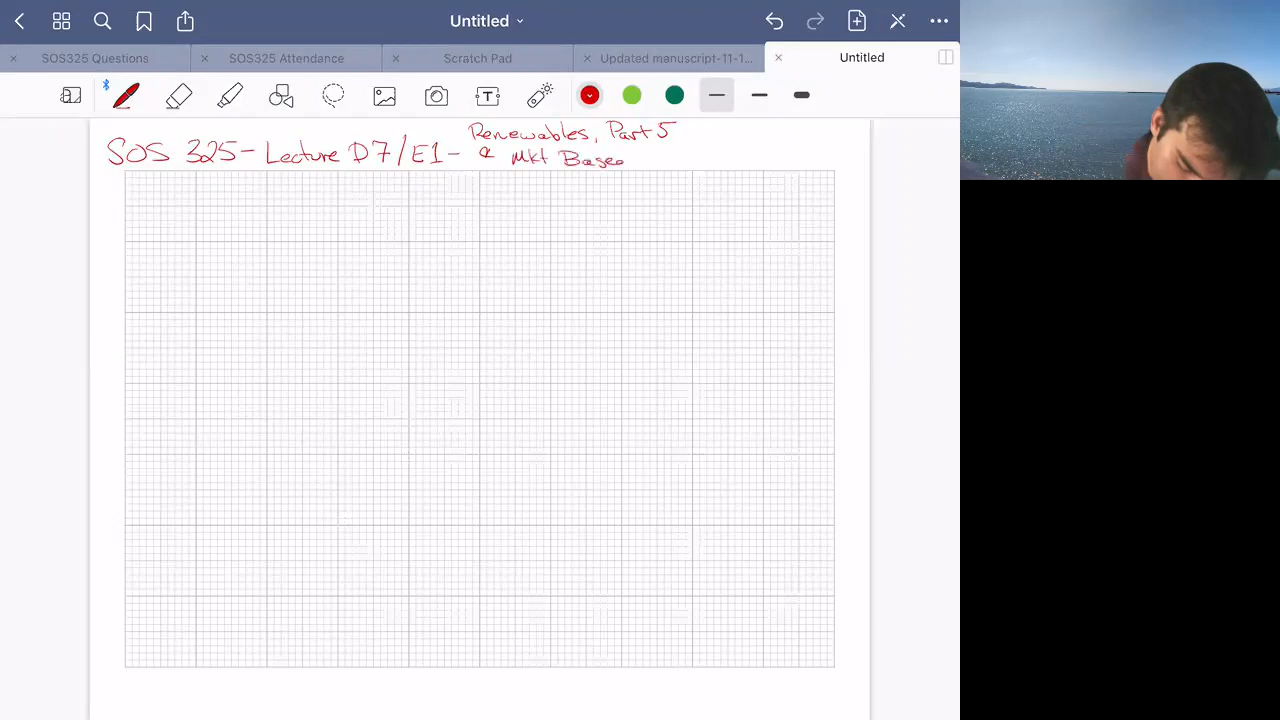 Untitled
SOS325 Questions
SOS325 Attendance
Scratch Pad
Updated manuscript-11-1...
Untitled
T
SOS 325 - Lecture D7/E1 - Renewables, Part 5
& Mkt Based